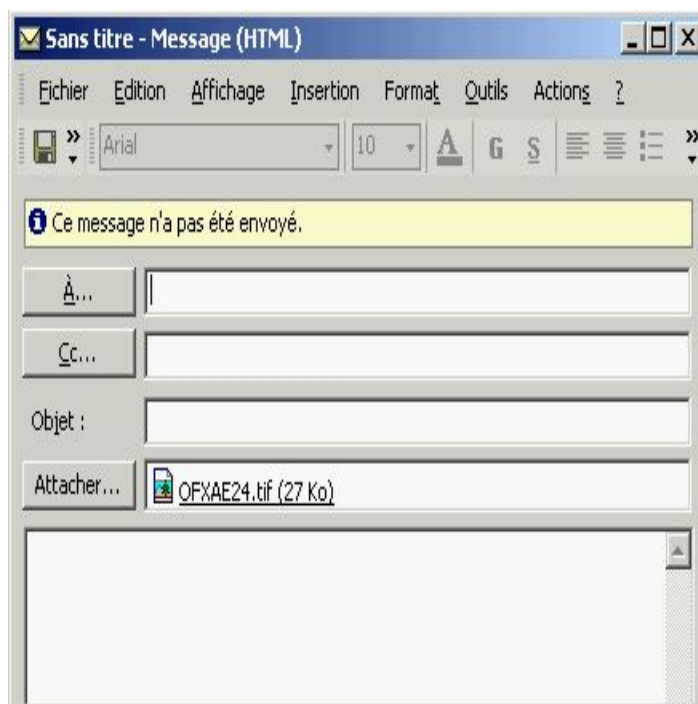 Sans titre - Message (HTML)
Fichier Edition Affichage Insertion Format Outils Actions ?
Arial 10 A G S
Ce message n'a pas été envoyé.
À...
Cc...
Objet :
Attacher... OFXAE24.tif (27 Ko)